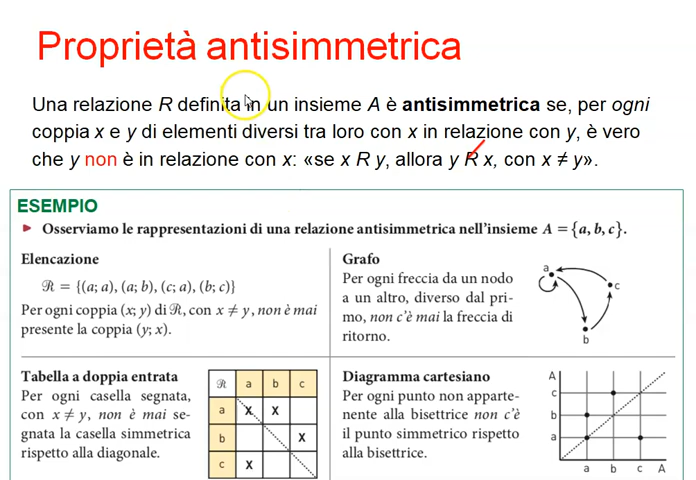 Proprietà antisimmetrica
Una relazione R definita in un insieme A è antisimmetrica se, per ogni
coppia x e y di elementi diversi tra loro con x in relazione con y, è vero
che y non è in relazione con x: «se x R y, allora y R x, con x ≠ y».
ESEMPIO
Osserviamo le rappresentazioni di una relazione antisimmetrica nell'insieme A = {a, b, c}.
Elencazione
ℛ = {(a; a), (a; b), (c; a), (b; c)}
Per ogni coppia (x; y) di ℛ, con x ≠ y, non è mai
presente la coppia (y; x).
Grafo
Per ogni freccia da un nodo
a un altro, diverso dal pri-
mo, non c'è mai la freccia di
ritorno.
a
c
b
Tabella a doppia entrata
Per ogni casella segnata,
con x ≠ y, non è mai se-
gnata la casella simmetrica
rispetto alla diagonale.
ℛ a b c
a X X
b X
c X
Diagramma cartesiano
Per ogni punto non apparte-
nente alla bisettrice non c'è
il punto simmetrico rispetto
alla bisettrice.
A
c
b
a
a b c A